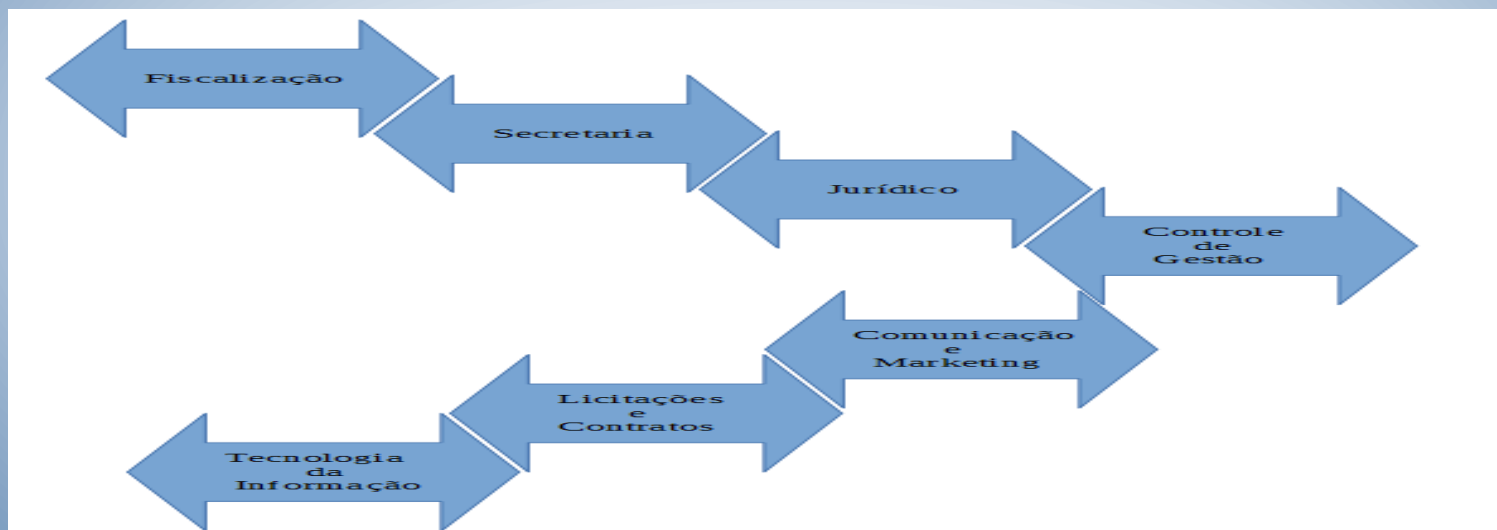 Fiscalização
Secretaria
Jurídico
Controle
de
Gestão
Comunicação
e
Marketing
Licitações
e
Contratos
Tecnologia
da
Informação